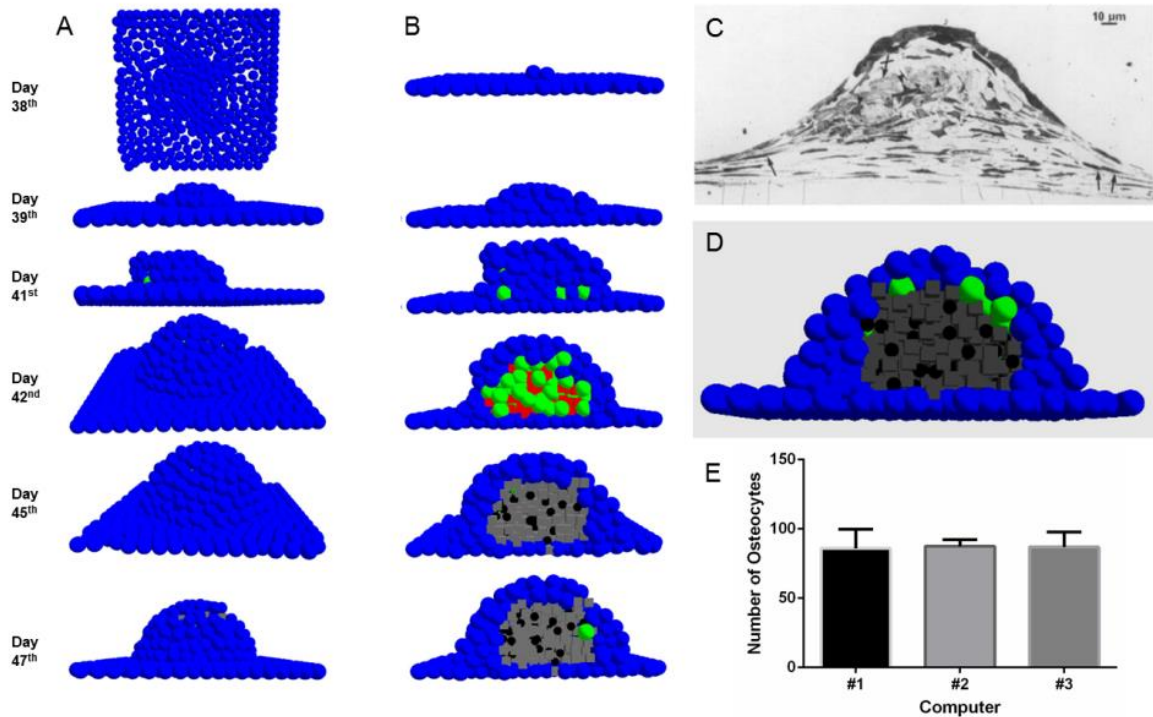 A
B
C
10 µm
Day
38th
Day
39th
Day
41st
D
Day
42nd
Day
45th
E
150
100
50
0
Number of Osteocytes
#1
#2
#3
Computer
Day
47th